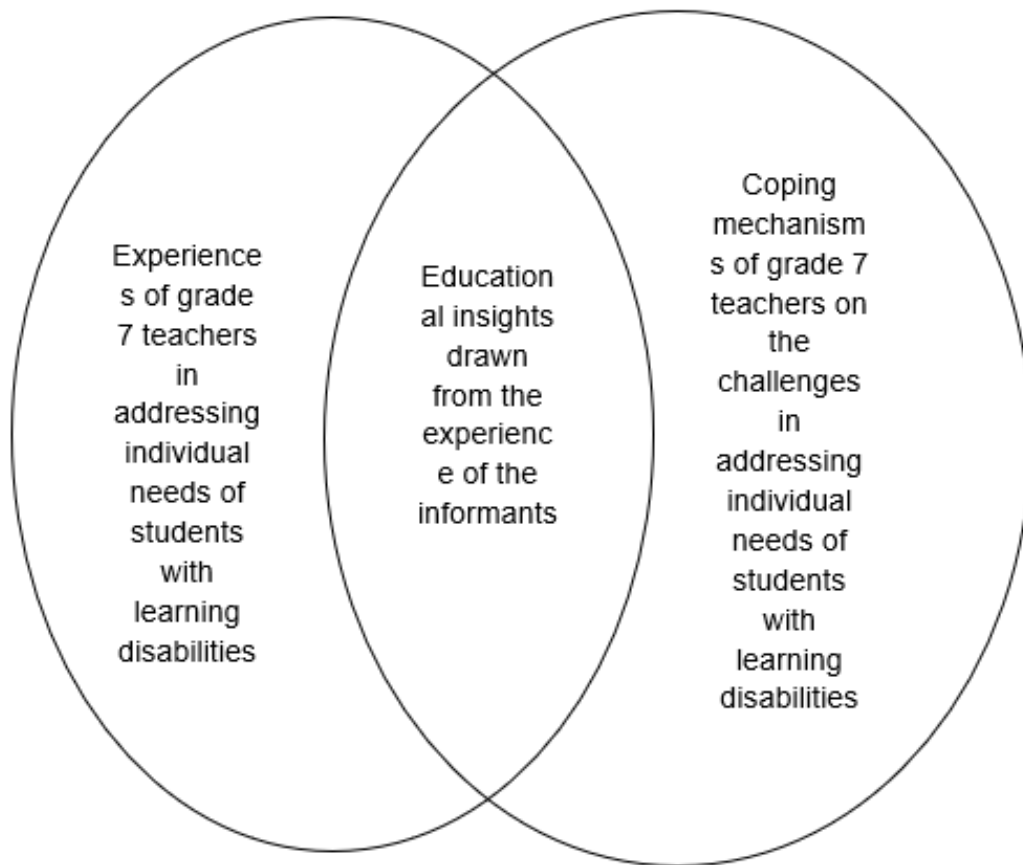 Experience
s of grade
7 teachers
in
addressing
individual
needs of
students
with
learning
disabilities
Education
al insights
drawn
from the
experienc
e of the
informants
Coping
mechanism
s of grade 7
teachers on
the
challenges
in
addressing
individual
needs of
students
with
learning
disabilities